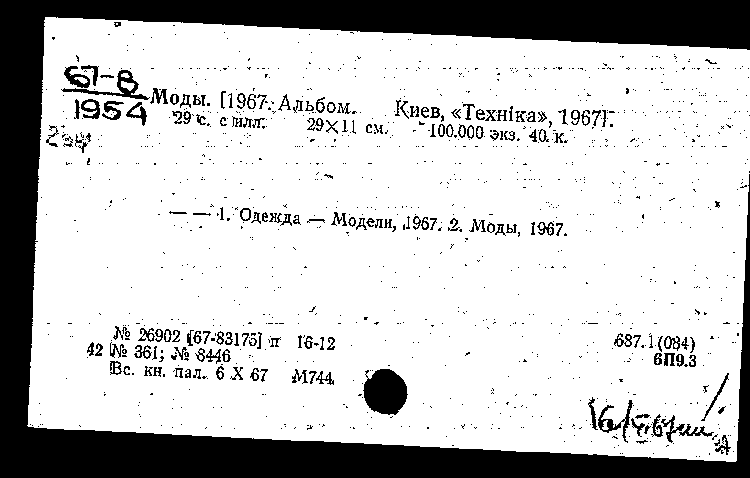 67-8
1954
Моды. [1967. Альбом. Киев, «Технiка», 1967].
29 с. с илл. 29×11 см. 100.000 экз. 40 к.
— — 1. Одежда — Модели, 1967. 2. Моды, 1967.
№ 26902 [67-83175] п 16-12
687.1(084)
42 № 361; № 8446
6П9.3
Вс. кн. пал. 6 X 67 М744